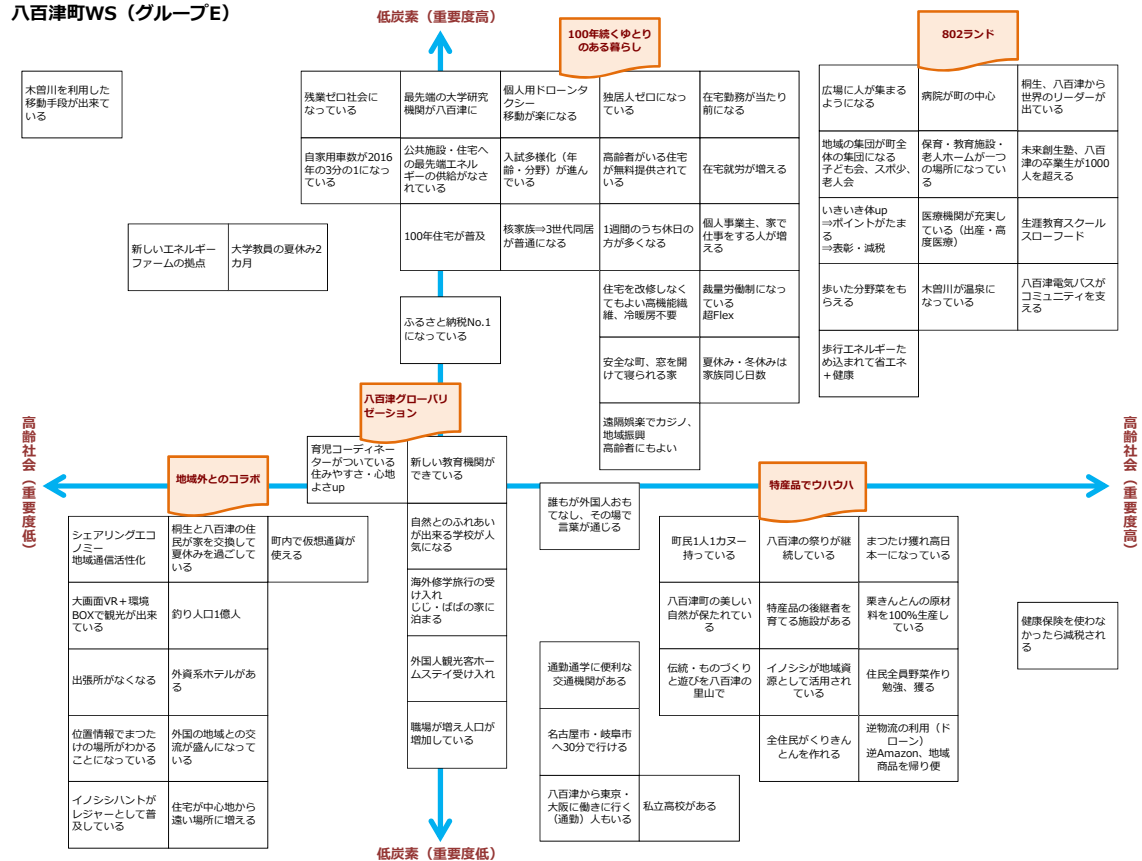 八百津町WS（グループE）
低炭素（重要度高）
100年続くゆとり
のある暮らし
802ランド
木曽川を利用した
移動手段が出来て
いる
残業ゼロ社会に
なっている
最先端の大学研究
機関が八百津に
個人用ドローンタ
クシー
移動が楽になる
独居人ゼロになっ
ている
在宅勤務が当たり
前になる
自家用車数が2016
年の3分の1になっ
ている
公共施設・住宅へ
の最先端エネル
ギーの供給がなさ
れている
入試多様化（年
齢・分野）が進ん
でいる
高齢者がいる住宅
が無料提供されて
いる
在宅就労が増える
100年住宅が普及
核家族⇒3世代同居
が普通になる
1週間のうち休日の
方が多くなる
個人事業主、家で
仕事をする人が増
える
住宅を改修しなく
てもよい高機能繊
維、冷暖房不要
裁量労働制になっ
ている
超Flex
安全な町、窓を開
けて寝られる家
夏休み・冬休みは
家族同じ日数
遠隔娯楽でカジノ、
地域振興
高齢者にもよい
広場に人が集まる
ようになる
病院が町の中心
桐生、八百津から
世界のリーダーが
出ている
地域の集団が町全
体の集団になる
子ども会、スポ少、
老人会
保育・教育施設・
老人ホームが一つ
の場所になってい
る
未来創生塾、八百
津の卒業生が1000
人を超える
いきいき体up
⇒ポイントがたま
る
⇒表彰・減税
医療機関が充実し
ている（出産・高
度医療）
生涯教育スクール
スローフード
歩いた分野菜をも
らえる
木曽川が温泉に
なっている
八百津電気バスが
コミュニティを支
える
歩行エネルギーた
め込まれて省エネ
＋健康
新しいエネルギー
ファームの拠点
大学教員の夏休み2
カ月
ふるさと納税No.1
になっている
八百津グローバリ
ゼーション
育児コーディネー
ターがついている
住みやすさ・心地
よさup
新しい教育機関が
できている
自然とのふれあい
が出来る学校が人
気になる
海外修学旅行の受
け入れ
じじ・ばばの家に
泊まる
外国人観光客ホー
ムステイ受け入れ
職場が増え人口が
増加している
高齢社会（重要度低）
高齢社会（重要度高）
地域外とのコラボ
シェアリングエコ
ノミー
地域通信活性化
桐生と八百津の住
民が家を交換して
夏休みを過ごして
いる
町内で仮想通貨が
使える
大画面VR＋環境
BOXで観光が出来
ている
釣り人口1億人
出張所がなくなる
外資系ホテルがあ
る
位置情報でまつた
けの場所がわかる
ことになっている
外国の地域との交
流が盛んになって
いる
イノシシハントが
レジャーとして普
及している
住宅が中心地から
遠い場所に増える
誰もが外国人おも
てなし、その場で
言葉が通じる
通勤通学に便利な
交通機関がある
名古屋市・岐阜市
へ30分で行ける
八百津から東京・
大阪に働きに行く
（通勤）人もいる
私立高校がある
特産品でウハウハ
町民1人1カヌー
持っている
八百津の祭りが継
続している
まつたけ獲れ高日
本一になっている
八百津町の美しい
自然が保たれてい
る
特産品の後継者を
育てる施設がある
栗きんとんの原材
料を100%生産し
ている
伝統・ものづくり
と遊びを八百津の
里山で
イノシシが地域資
源として活用され
ている
住民全員野菜作り
勉強、獲る
全住民がくりきん
とんを作れる
逆物流の利用（ド
ローン）
逆Amazon、地域
商品を帰り便
健康保険を使わな
かったら減税され
る
低炭素（重要度低）